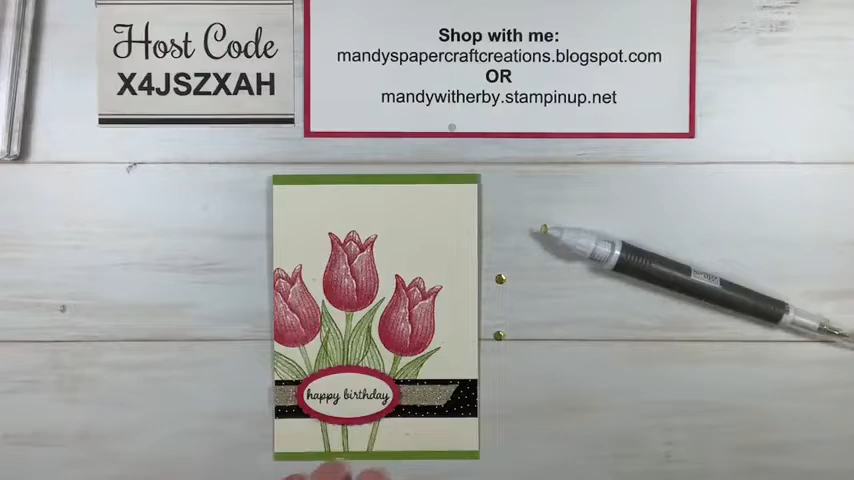 Host Code
X4JSZXAH
Shop with me:
mandyspapercraftcreations.blogspot.com
OR
mandywitherby.stampinup.net
happy birthday